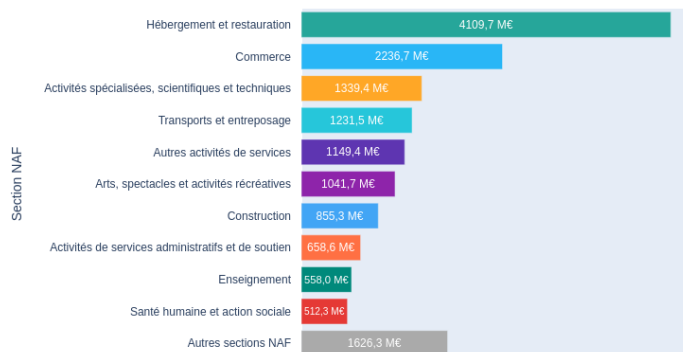 Section NAF
Hébergement et restauration 4109,7 M€
Commerce 2236,7 M€
Activités spécialisées, scientifiques et techniques 1339,4 M€
Transports et entreposage 1231,5 M€
Autres activités de services 1149,4 M€
Arts, spectacles et activités récréatives 1041,7 M€
Construction 855,3 M€
Activités de services administratifs et de soutien 658,6 M€
Enseignement 558,0 M€
Santé humaine et action sociale 512,3 M€
Autres sections NAF 1626,3 M€